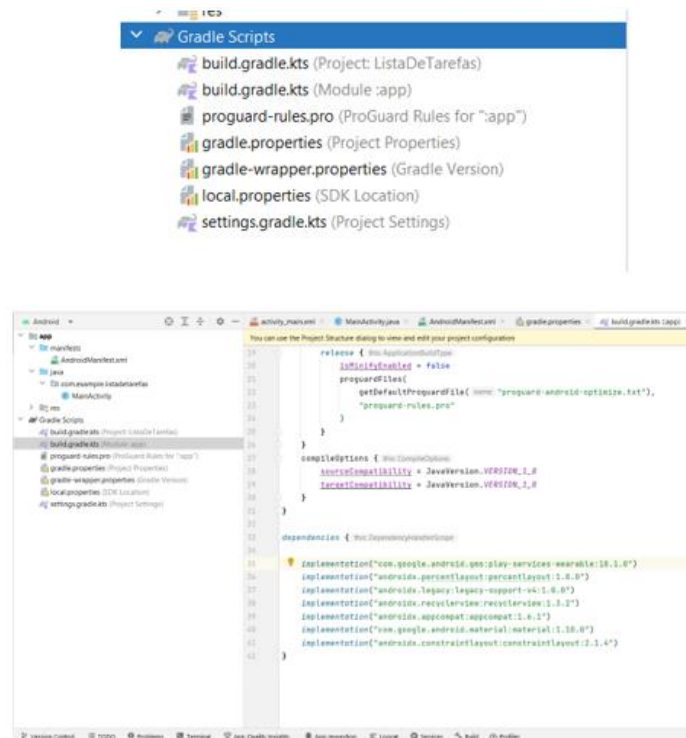 res
Gradle Scripts
build.gradle.kts (Project: ListaDeTarefas)
build.gradle.kts (Module :app)
proguard-rules.pro (ProGuard Rules for ":app")
gradle.properties (Project Properties)
gradle-wrapper.properties (Gradle Version)
local.properties (SDK Location)
settings.gradle.kts (Project Settings)
Android
activity_main.xml
MainActivity.java
AndroidManifest.xml
gradle.properties
build.gradle.kts (:app)
app
manifests
AndroidManifest.xml
java
com.example.listadetarefas
MainActivity
res
Gradle Scripts
build.gradle.kts (Project: ListaDeTarefas)
build.gradle.kts (Module :app)
proguard-rules.pro (ProGuard Rules for ":app")
gradle.properties (Project Properties)
gradle-wrapper.properties (Gradle Version)
local.properties (SDK Location)
settings.gradle.kts (Project Settings)
You can use the Project Structure dialog to view and edit your project configuration
release { this: ApplicationBuildType
isMinifyEnabled = false
proguardFiles(
getDefaultProguardFile( name: "proguard-android-optimize.txt"),
"proguard-rules.pro"
)
}
}
compileOptions { this: CompileOptions
sourceCompatibility = JavaVersion.VERSION_1_8
targetCompatibility = JavaVersion.VERSION_1_8
}
}
dependencies { this: DependencyHandlerScope
implementation("com.google.android.gms:play-services-wearable:18.1.0")
implementation("androidx.percentlayout:percentlayout:1.0.0")
implementation("androidx.legacy:legacy-support-v4:1.0.0")
implementation("androidx.recyclerview:recyclerview:1.3.2")
implementation("androidx.appcompat:appcompat:1.6.1")
implementation("com.google.android.material:material:1.10.0")
implementation("androidx.constraintlayout:constraintlayout:2.1.4")
}
Version Control
TODO
Problems
Terminal
App Quality Insights
App Inspection
Logcat
Services
Build
Profiler